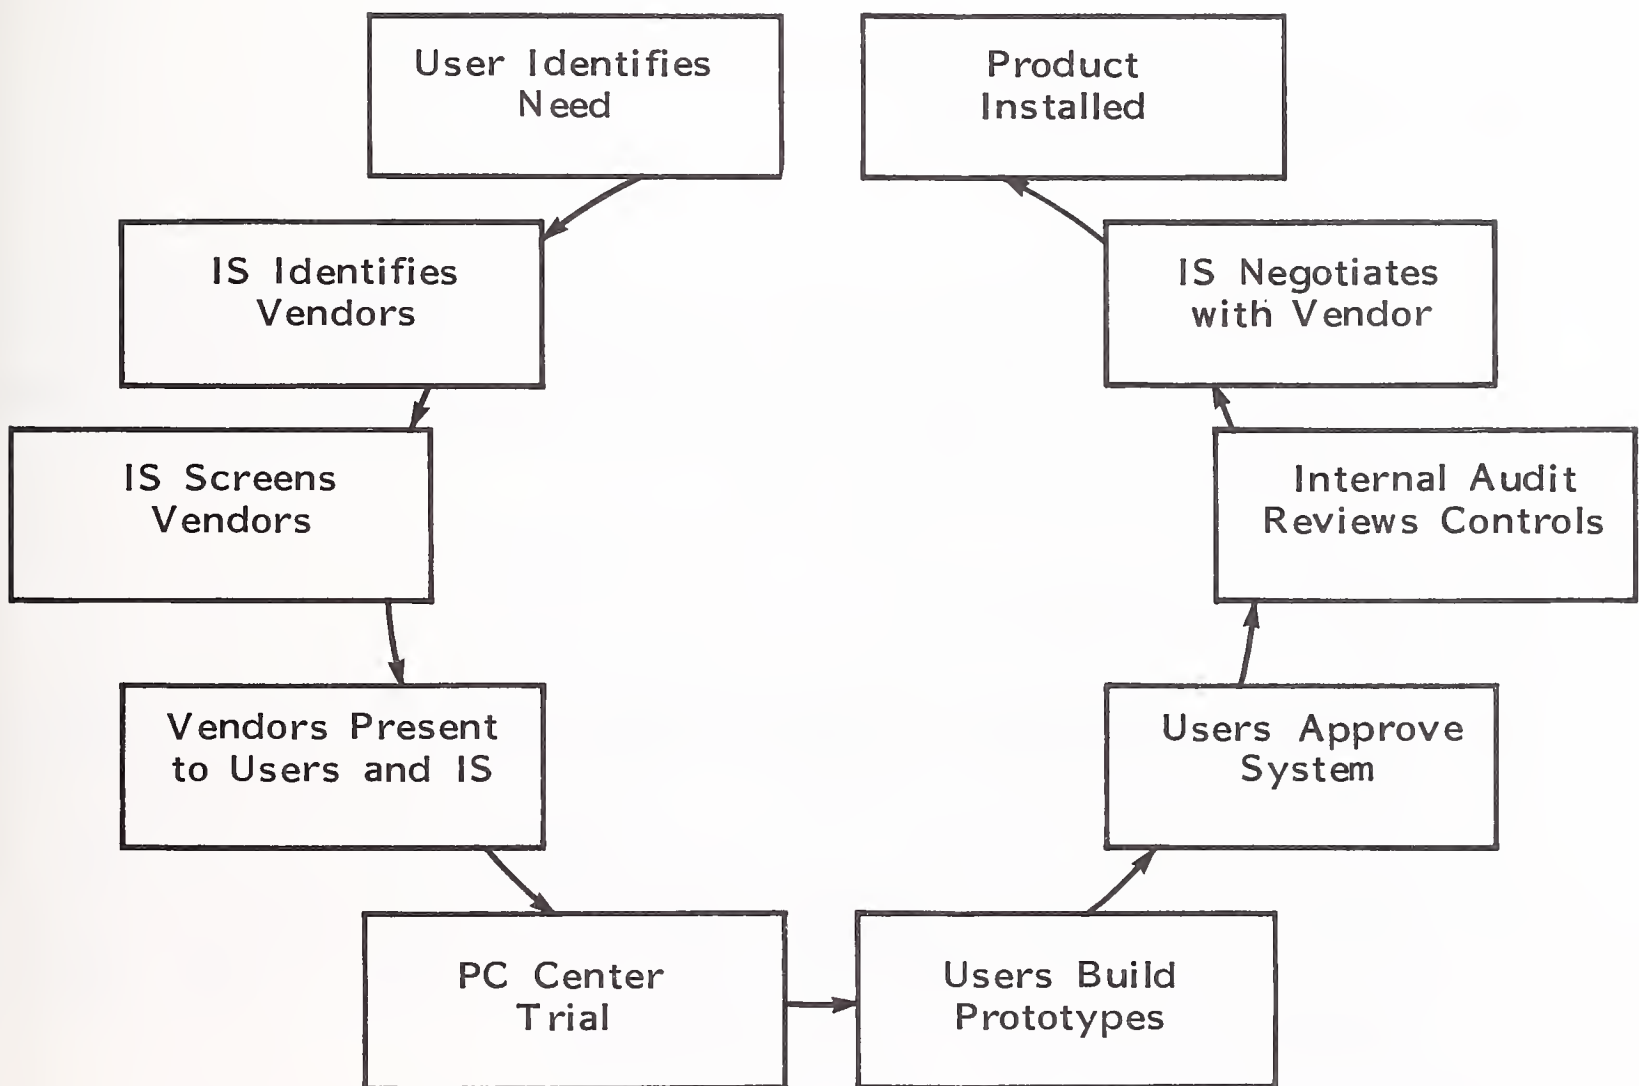 User Identifies
Need
IS Identifies
Vendors
IS Screens
Vendors
Vendors Present
to Users and IS
PC Center
Trial
Users Build
Prototypes
Users Approve
System
Internal Audit
Reviews Controls
IS Negotiates
with Vendor
Product
Installed